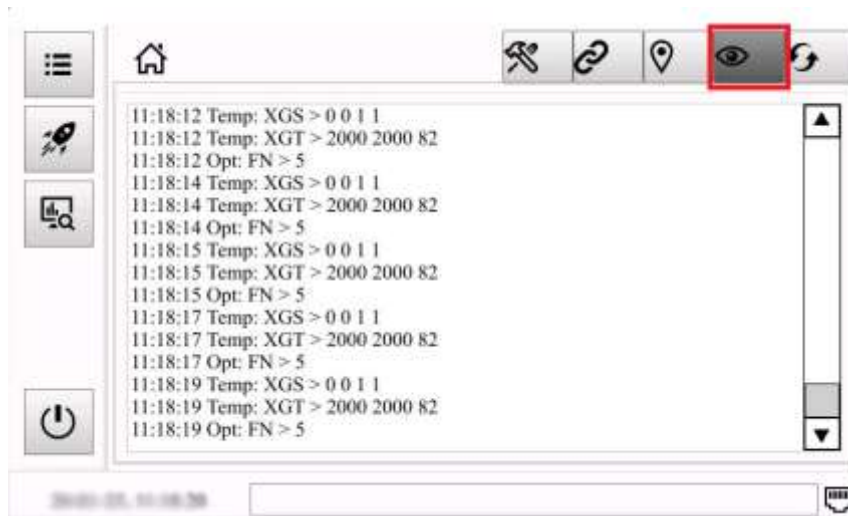 11:18:12 Temp: XGS > 0 0 1 1
11:18:12 Temp: XGT > 2000 2000 82
11:18:12 Opt: FN > 5
11:18:14 Temp: XGS > 0 0 1 1
11:18:14 Temp: XGT > 2000 2000 82
11:18:14 Opt: FN > 5
11:18:15 Temp: XGS > 0 0 1 1
11:18:15 Temp: XGT > 2000 2000 82
11:18:15 Opt: FN > 5
11:18:17 Temp: XGS > 0 0 1 1
11:18:17 Temp: XGT > 2000 2000 82
11:18:17 Opt: FN > 5
11:18:19 Temp: XGS > 0 0 1 1
11:18:19 Temp: XGT > 2000 2000 82
11:18:19 Opt: FN > 5